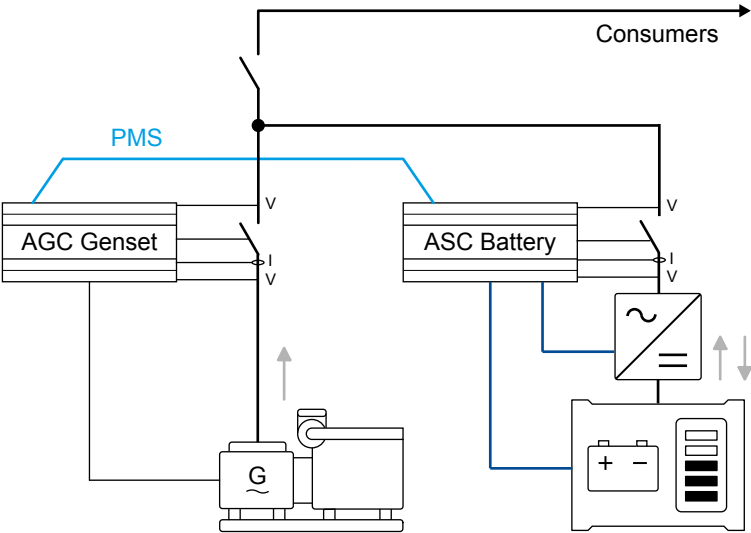 Consumers
PMS
V
V
AGC Genset
ASC Battery
I
I
V
V
G
+ −